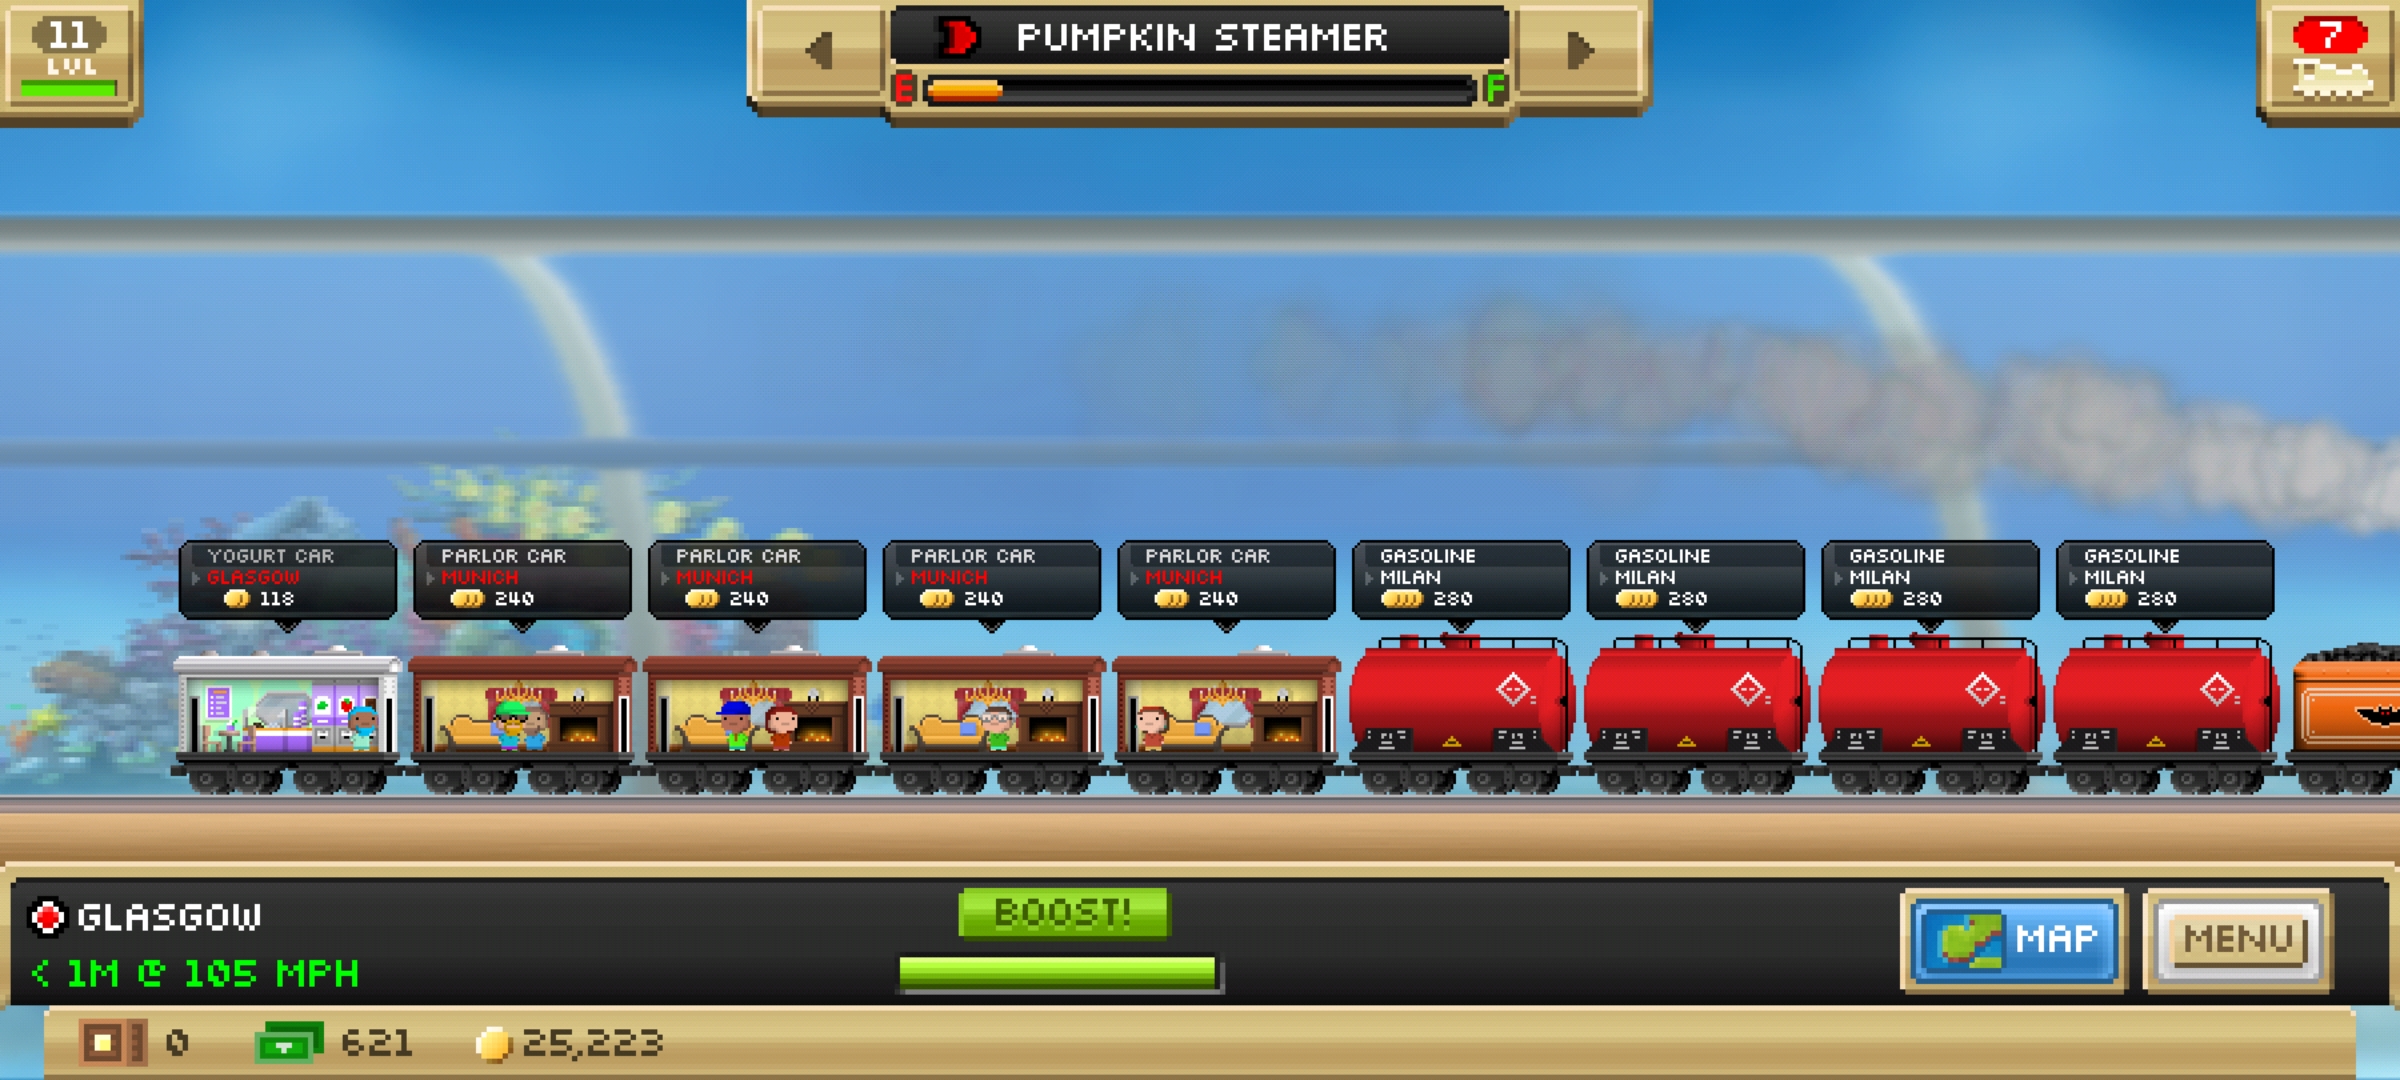 11
LVL
PUMPKIN STEAMER
E
F
7
YOGURT CAR
GLASGOW
118
PARLOR CAR
MUNICH
240
PARLOR CAR
MUNICH
240
PARLOR CAR
MUNICH
240
PARLOR CAR
MUNICH
240
GASOLINE
MILAN
280
GASOLINE
MILAN
280
GASOLINE
MILAN
280
GASOLINE
MILAN
280
GLASGOW
< 1M @ 105 MPH
BOOST!
MAP
MENU
0
621
25,223